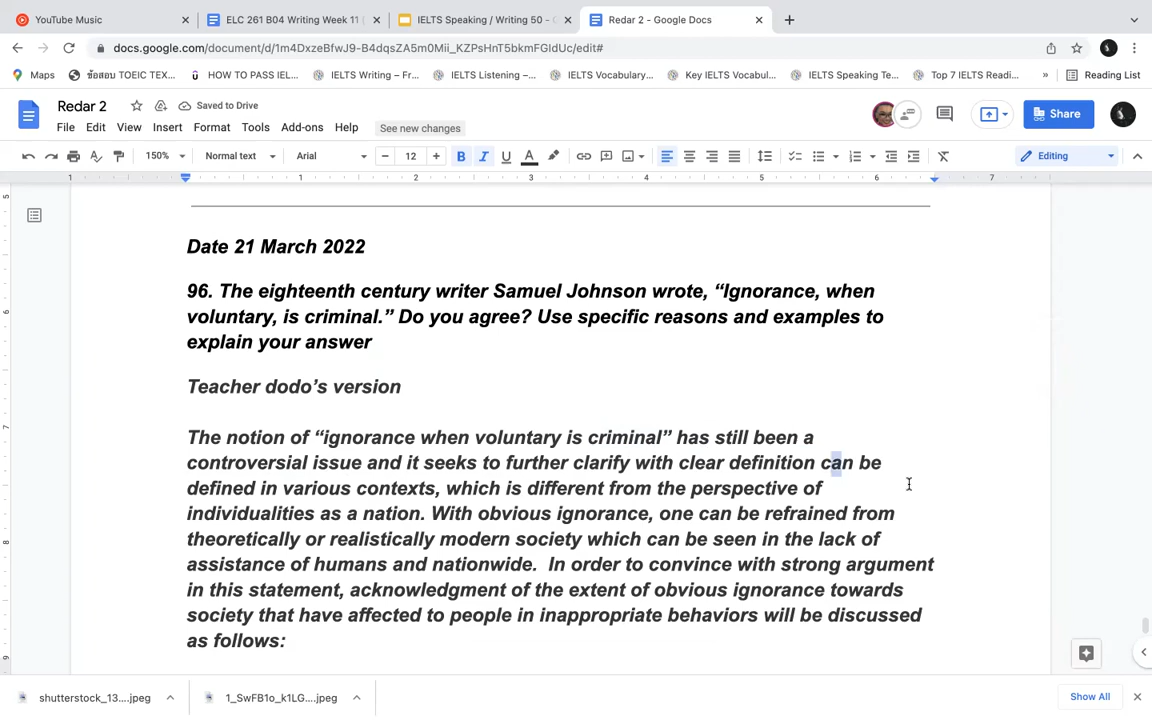 YouTube Music
ELC 261 B04 Writing Week 11 (
IELTS Speaking / Writing 50 - G
Redar 2 - Google Docs
docs.google.com/document/d/1m4DxzeBfwJ9-B4dqsZA5m0Mii_KZPsHnT5bkmFGIdUc/edit#
Maps
ข้อสอบ TOEIC TEX...
HOW TO PASS IEL...
IELTS Writing – Fr...
IELTS Listening –...
IELTS Vocabulary...
Key IELTS Vocabul...
IELTS Speaking Te...
Top 7 IELTS Readi...
»
Reading List
Redar 2
Saved to Drive
File Edit View Insert Format Tools Add-ons Help See new changes
Share
150% Normal text Arial 12 B I U A Editing
1 1 2 3 4 5 6 7
Date 21 March 2022
96. The eighteenth century writer Samuel Johnson wrote, “Ignorance, when
voluntary, is criminal.” Do you agree? Use specific reasons and examples to
explain your answer
Teacher dodo’s version
The notion of “ignorance when voluntary is criminal” has still been a
controversial issue and it seeks to further clarify with clear definition can be
defined in various contexts, which is different from the perspective of
individualities as a nation. With obvious ignorance, one can be refrained from
theoretically or realistically modern society which can be seen in the lack of
assistance of humans and nationwide.  In order to convince with strong argument
in this statement, acknowledgment of the extent of obvious ignorance towards
society that have affected to people in inappropriate behaviors will be discussed
as follows:
shutterstock_13....jpeg
1_SwFB1o_k1LG....jpeg
Show All